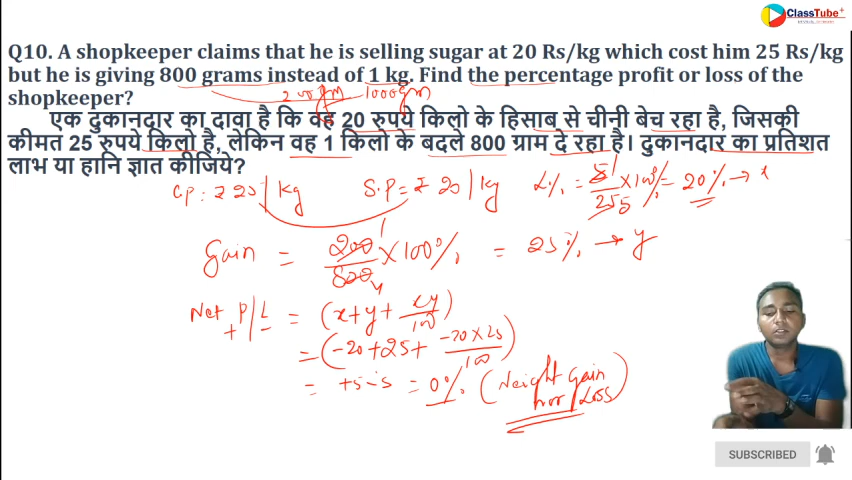 ClassTube+
Q10. A shopkeeper claims that he is selling sugar at 20 Rs/kg which cost him 25 Rs/kg
but he is giving 800 grams instead of 1 kg. Find the percentage profit or loss of the
shopkeeper?
200gm 1000gm
एक दुकानदार का दावा है कि वह 20 रुपये किलो के हिसाब से चीनी बेच रहा है, जिसकी
कीमत 25 रुपये किलो है, लेकिन वह 1 किलो के बदले 800 ग्राम दे रहा है। दुकानदार का प्रतिशत
लाभ या हानि ज्ञात कीजिये?
C.P = ₹ 25/kg S.P = ₹ 20/kg L% = 5/25 × 100% = 20% → x
Gain = 200/800 × 100% = 25% → y
Net P/L = (x+y+ xy/100)
+ −
= (-20+25+ -20×25/100)
= +5-5 = 0% (Neight gain
nor Loss)
SUBSCRIBED